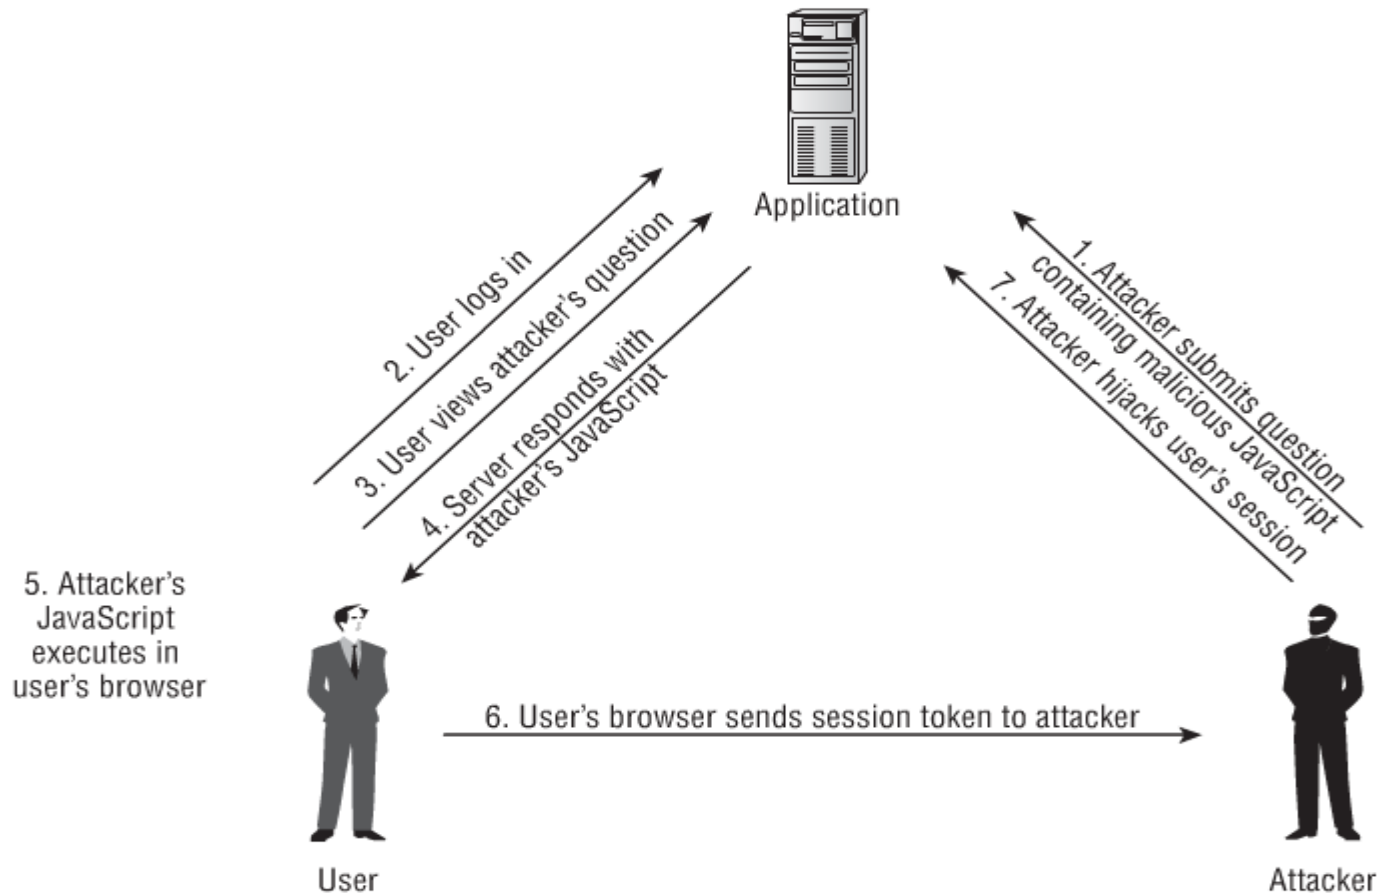 Application
1. Attacker submits question
containing malicious JavaScript
7. Attacker hijacks user's session
2. User logs in
3. User views attacker's question
4. Server responds with
attacker's JavaScript
5. Attacker's
JavaScript
executes in
user's browser
6. User's browser sends session token to attacker
User
Attacker